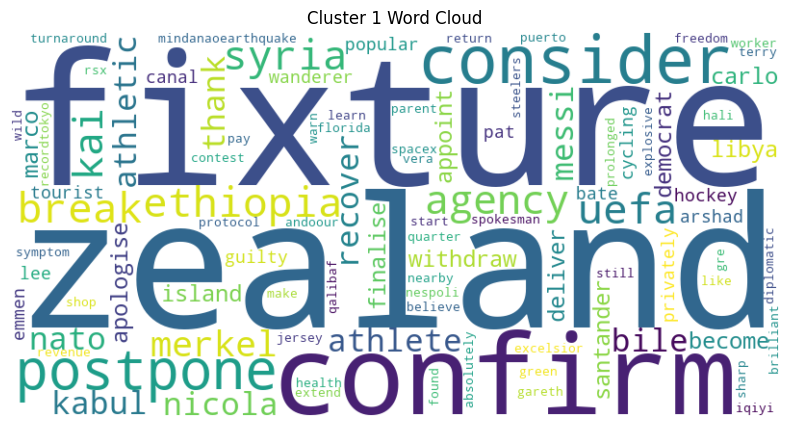 Cluster 1 Word Cloud
turnaround mindanaoearthquake popular return puerto freedom worker
rsx canal syria wanderer consider carlo terry
fixture
wild recordtokyo marco kai athletic thank contest pay florida learn warn parent spacex vera appoint steelers pat messi prolonged cycling explosive democrat hali libya
tourist break ethiopia recover agency uefa bate hockey arshad
zealand
symptom protocol andoour start spokesman quarter still gre diplomatic
lee apologise guilty qalibaf finalise withdraw nearby deliver privately like
emmen shop island make nespoli believe santander
nato merkel jersey athlete excelsior bile become brilliant
revenue health found absolutely green sharp
postpone confirm
kabul nicola extend gareth iqiyi